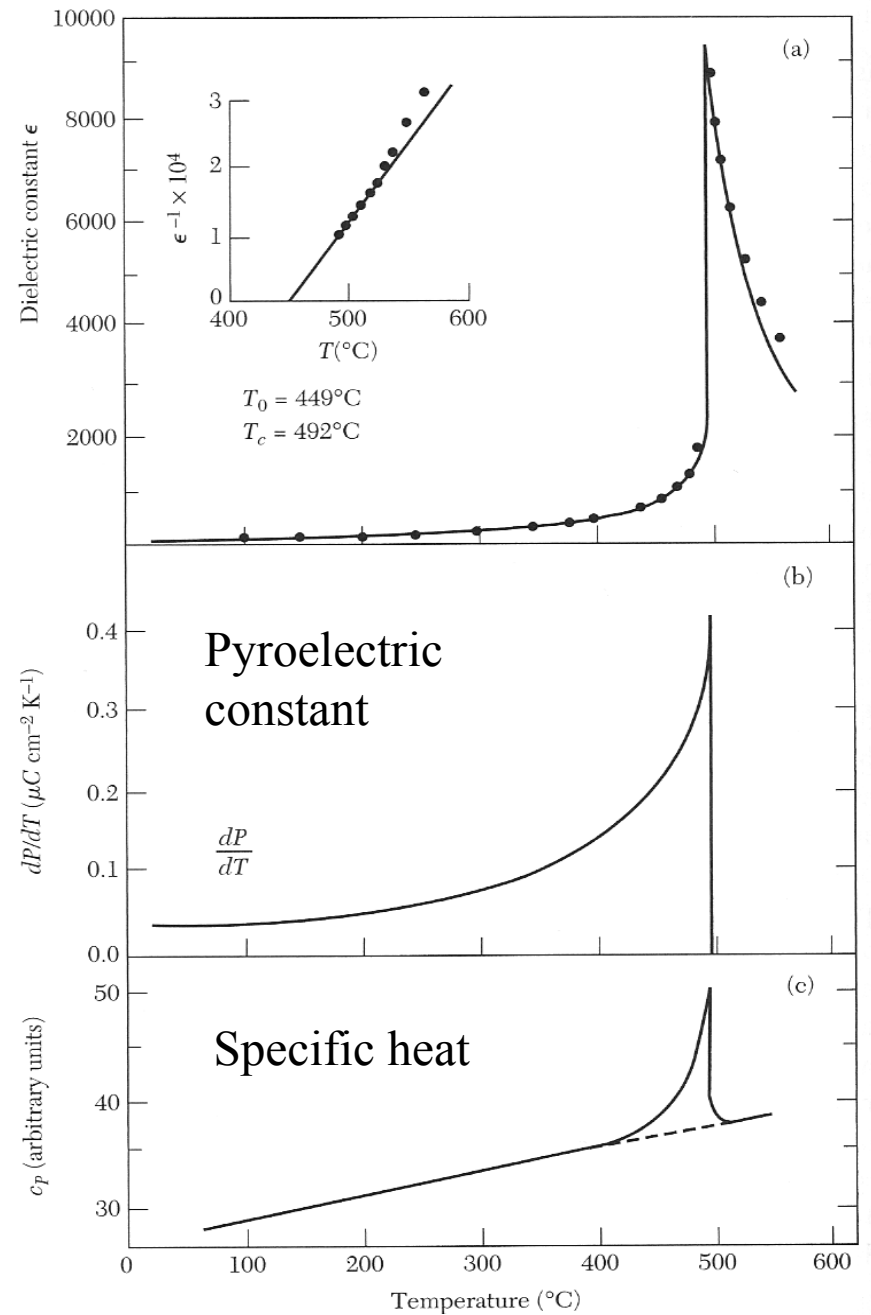 (a)
Dielectric constant ϵ
10000
8000
6000
4000
2000
ϵ⁻¹ × 10⁴
3
2
1
0
400
500
600
T(°C)
T₀ = 449°C
T_c = 492°C
(b)
dP/dT (μC cm⁻² K⁻¹)
0.4
0.3
0.2
0.1
0.0
Pyroelectric
constant
dP
dT
(c)
c_P (arbitrary units)
50
40
30
Specific heat
0
100
200
300
400
500
600
Temperature (°C)